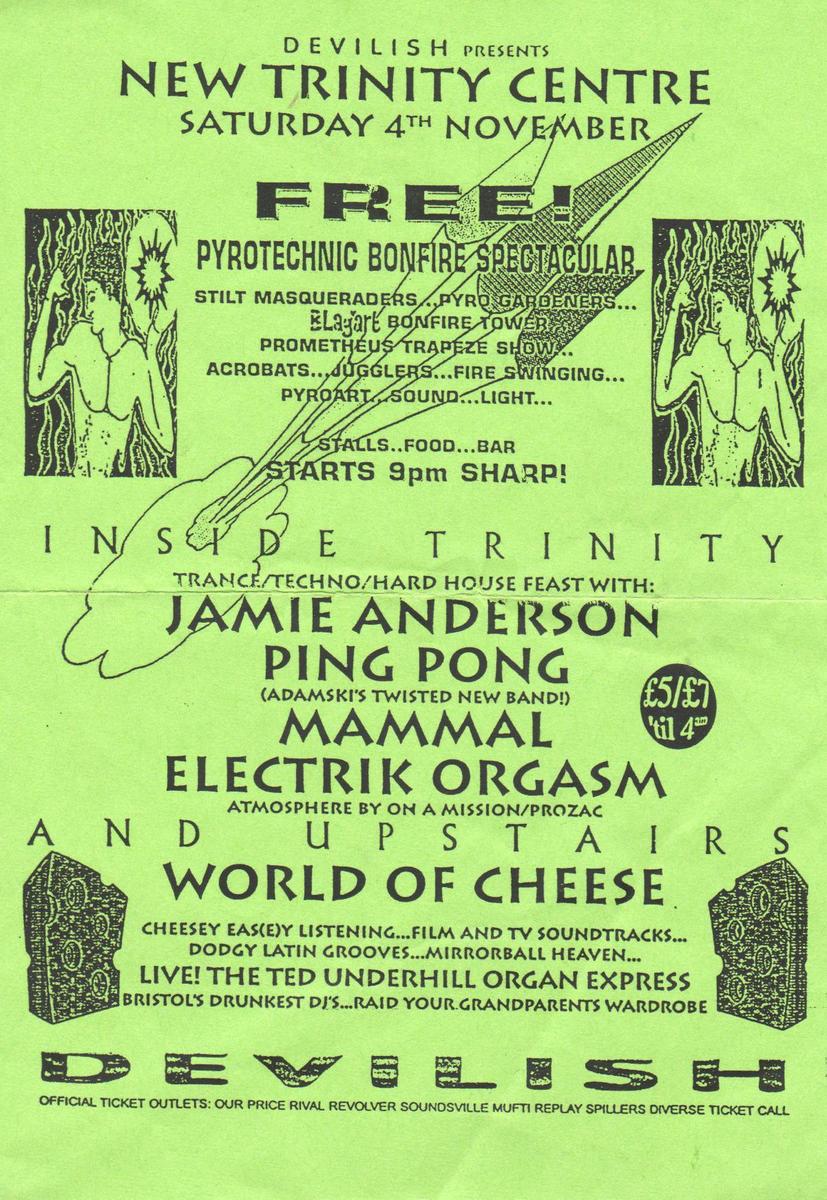 DEVILISH PRESENTS
NEW TRINITY CENTRE
SATURDAY 4TH NOVEMBER
FREE!
PYROTECHNIC BONFIRE SPECTACULAR
STILT MASQUERADERS...PYRO GARDENERS...
BONFIRE TOWER
PROMETHEUS TRAPEZE SHOW...
ACROBATS...JUGGLERS...FIRE SWINGING...
PYROART...SOUND...LIGHT...
STALLS..FOOD...BAR
STARTS 9pm SHARP!
INSIDE TRINITY
TRANCE/TECHNO/HARD HOUSE FEAST WITH:
JAMIE ANDERSON
PING PONG
(ADAMSKI'S TWISTED NEW BAND!)
£5/£7
'til 4am
MAMMAL
ELECTRIK ORGASM
ATMOSPHERE BY ON A MISSION/PROZAC
AND UPSTAIRS
WORLD OF CHEESE
CHEESEY EAS(E)Y LISTENING...FILM AND TV SOUNDTRACKS...
DODGY LATIN GROOVES...MIRRORBALL HEAVEN...
LIVE! THE TED UNDERHILL ORGAN EXPRESS
BRISTOL'S DRUNKEST DJ'S...RAID YOUR GRANDPARENTS WARDROBE
DEVILISH
OFFICIAL TICKET OUTLETS: OUR PRICE RIVAL REVOLVER SOUNDSVILLE MUFTI REPLAY SPILLERS DIVERSE TICKET CALL